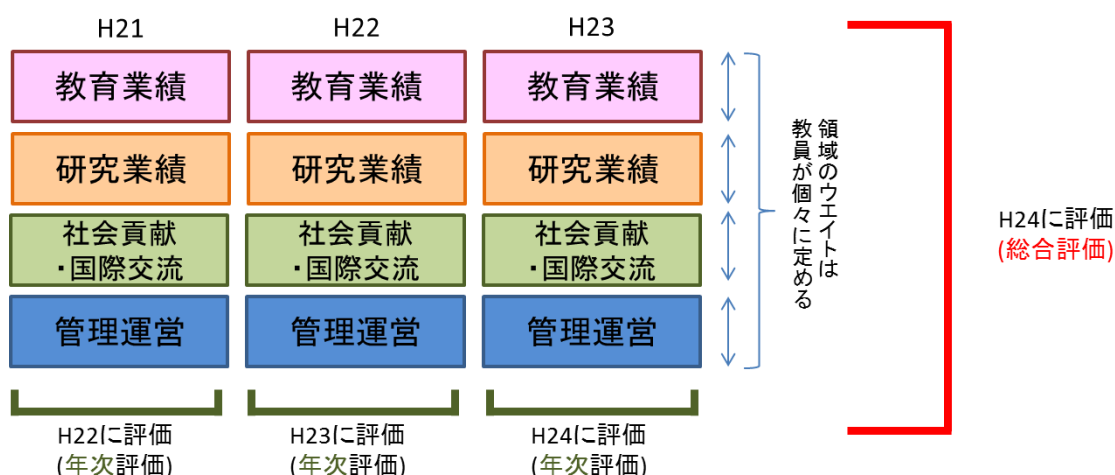 H21
H22
H23
教育業績
教育業績
教育業績
研究業績
研究業績
研究業績
社会貢献
・国際交流
社会貢献
・国際交流
社会貢献
・国際交流
管理運営
管理運営
管理運営
領域のウエイトは
教員が個々に定める
H24に評価
(総合評価)
H22に評価
(年次評価)
H23に評価
(年次評価)
H24に評価
(年次評価)